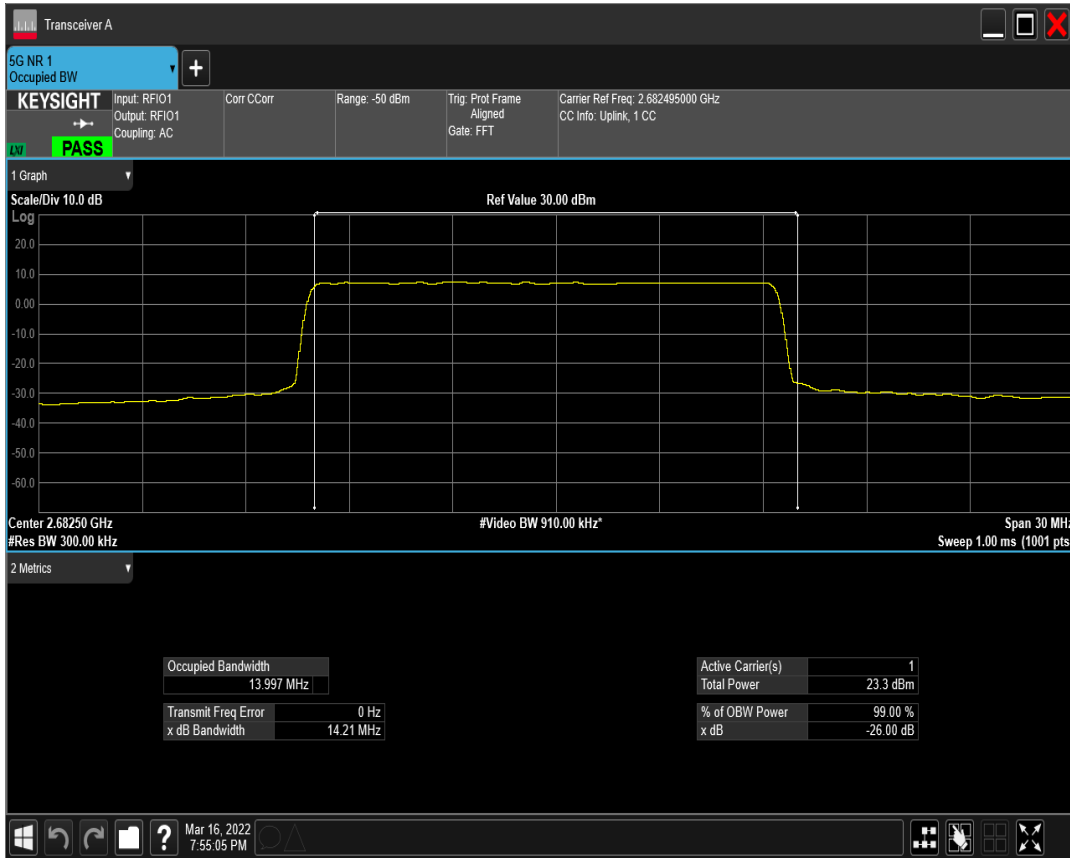 Transceiver A
5G NR 1
Occupied BW
+
KEYSIGHT
LXI
PASS
Input: RFIO1
Output: RFIO1
Coupling: AC
Corr CCorr
Range: -50 dBm
Trig: Prot Frame
Aligned
Gate: FFT
Carrier Ref Freq: 2.682495000 GHz
CC Info: Uplink, 1 CC
1 Graph
Scale/Div 10.0 dB
Ref Value 30.00 dBm
Log
20.0
10.0
0.00
-10.0
-20.0
-30.0
-40.0
-50.0
-60.0
Center 2.68250 GHz
#Video BW 910.00 kHz*
Span 30 MHz
#Res BW 300.00 kHz
Sweep 1.00 ms (1001 pts
2 Metrics
Occupied Bandwidth
13.997 MHz
Transmit Freq Error 0 Hz
x dB Bandwidth 14.21 MHz
Active Carrier(s) 1
Total Power 23.3 dBm
% of OBW Power 99.00 %
x dB -26.00 dB
?
Mar 16, 2022
7:55:05 PM